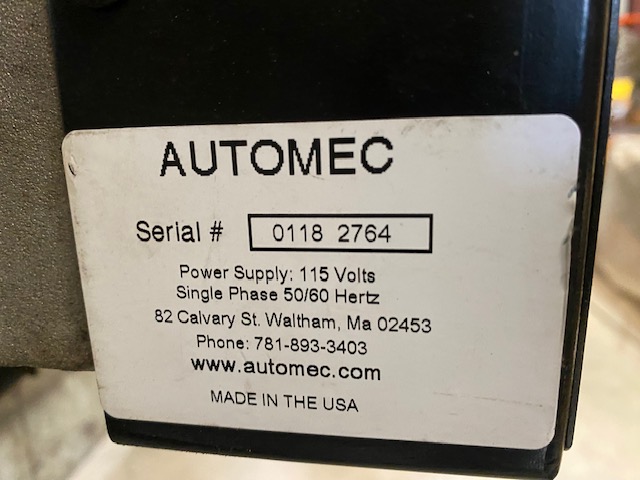 AUTOMEC
Serial # 0118 2764
Power Supply: 115 Volts
Single Phase 50/60 Hertz
82 Calvary St. Waltham, Ma 02453
Phone: 781-893-3403
www.automec.com
MADE IN THE USA